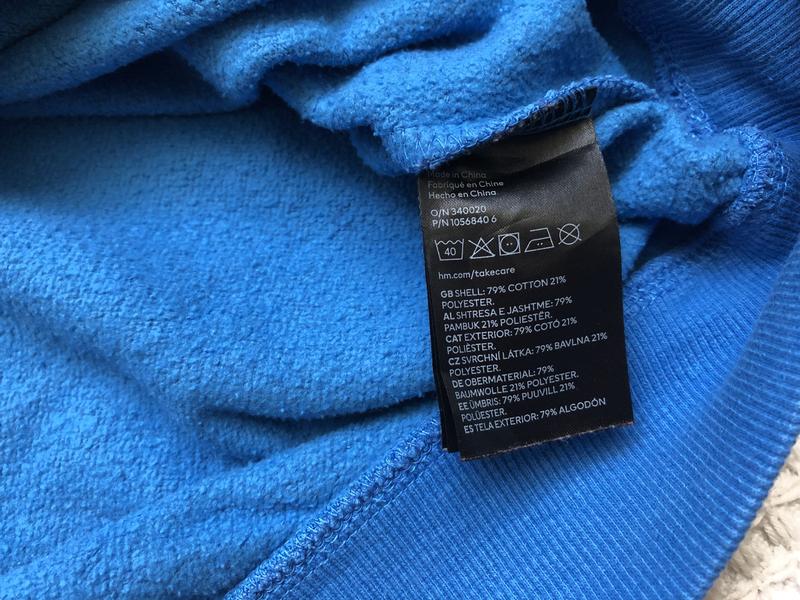 Made in China
Fabriqué en Chine
Hecho en China
O/N 340020
P/N 1056840 6
40
hm.com/takecare
GB SHELL: 79% COTTON 21%
POLYESTER.
AL SHTRESA E JASHTME: 79%
PAMBUK 21% POLIESTËR.
CAT EXTERIOR: 79% COTÓ 21%
POLIÈSTER.
CZ SVRCHNÍ LÁTKA: 79% BAVLNA 21%
POLYESTER.
DE OBERMATERIAL: 79%
BAUMWOLLE 21% POLYESTER.
EE ÜMBRIS: 79% PUUVILL 21%
POLÜESTER.
ES TELA EXTERIOR: 79% ALGODÓN